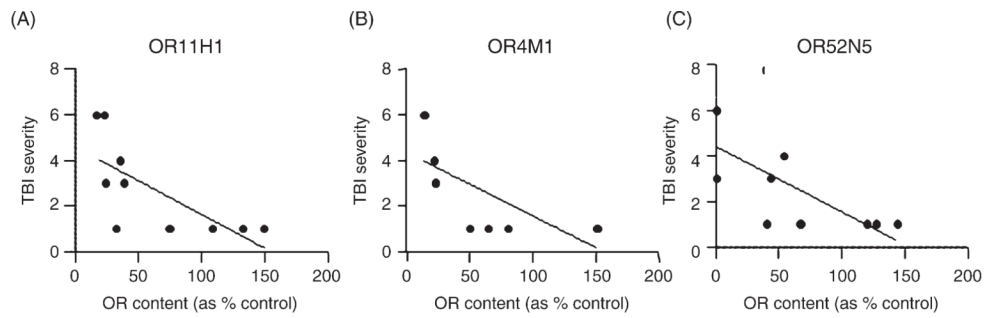 (A)
OR11H1
TBI severity
8
6
4
2
0
0 50 100 150 200
OR content (as % control)
(B)
OR4M1
TBI severity
8
6
4
2
0
0 50 100 150 200
OR content (as % control)
(C)
OR52N5
TBI severity
8
6
4
2
0
0 50 100 150 200
OR content (as % control)